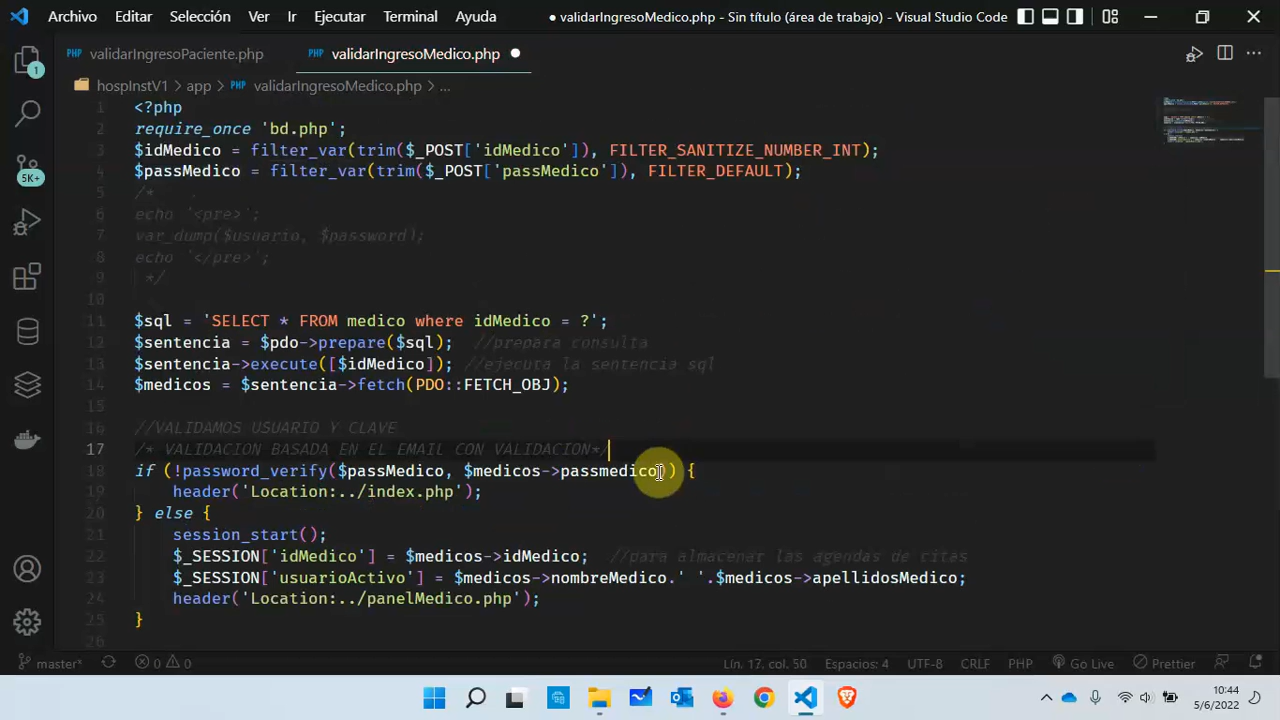 Archivo Editar Selección Ver Ir Ejecutar Terminal Ayuda ● validarIngresoMedico.php - Sin título (área de trabajo) - Visual Studio Code
PHP validarIngresoPaciente.php PHP validarIngresoMedico.php ●
hospInstV1 > app > PHP validarIngresoMedico.php > ...
1 <?php
2 require_once 'bd.php';
3 $idMedico = filter_var(trim($_POST['idMedico']), FILTER_SANITIZE_NUMBER_INT);
4 $passMedico = filter_var(trim($_POST['passMedico']), FILTER_DEFAULT);
5 /*
6 echo '<pre>';
7 var_dump($usuario, $password);
8 echo '</pre>';
9 */
10
11 $sql = 'SELECT * FROM medico where idMedico = ?';
12 $sentencia = $pdo->prepare($sql); //prepara consulta
13 $sentencia->execute([$idMedico]); //ejecuta la sentencia sql
14 $medicos = $sentencia->fetch(PDO::FETCH_OBJ);
15
16 //VALIDAMOS USUARIO Y CLAVE
17 /* VALIDACION BASADA EN EL EMAIL CON VALIDACION*/
18 if (!password_verify($passMedico, $medicos->passmedico)) {
19 header('Location:../index.php');
20 } else {
21 session_start();
22 $_SESSION['idMedico'] = $medicos->idMedico; //para almacenar las agendas de citas
23 $_SESSION['usuarioActivo'] = $medicos->nombreMedico.' '.$medicos->apellidosMedico;
24 header('Location:../panelMedico.php');
25 }
26
1
5K+
master* 0 0 Lín. 17, col. 50 Espacios: 4 UTF-8 CRLF PHP Go Live Prettier
10:44
5/6/2022